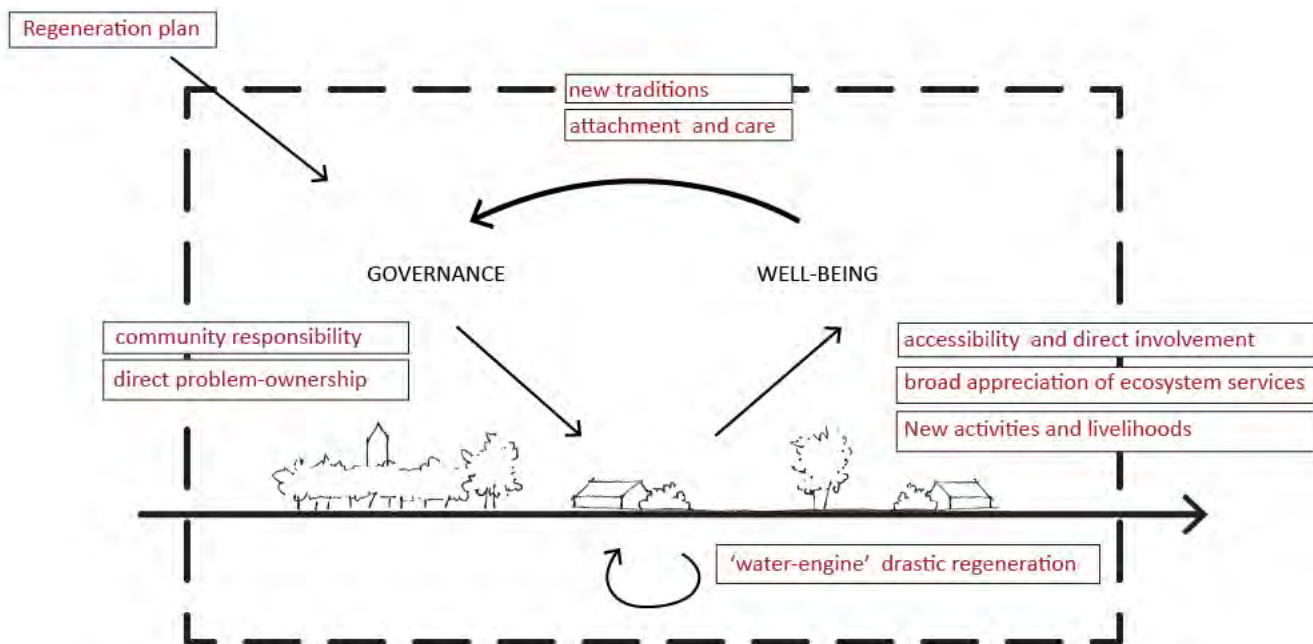 Regeneration plan
new traditions
attachment and care
GOVERNANCE
WELL-BEING
community responsibility
direct problem-ownership
accessibility and direct involvement
broad appreciation of ecosystem services
New activities and livelihoods
‘water-engine’ drastic regeneration